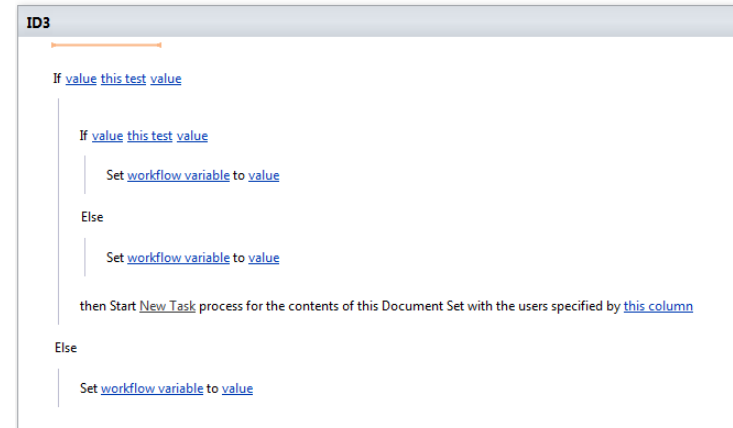 ID3
If value this test value
If value this test value
Set workflow variable to value
Else
Set workflow variable to value
then Start New Task process for the contents of this Document Set with the users specified by this column
Else
Set workflow variable to value